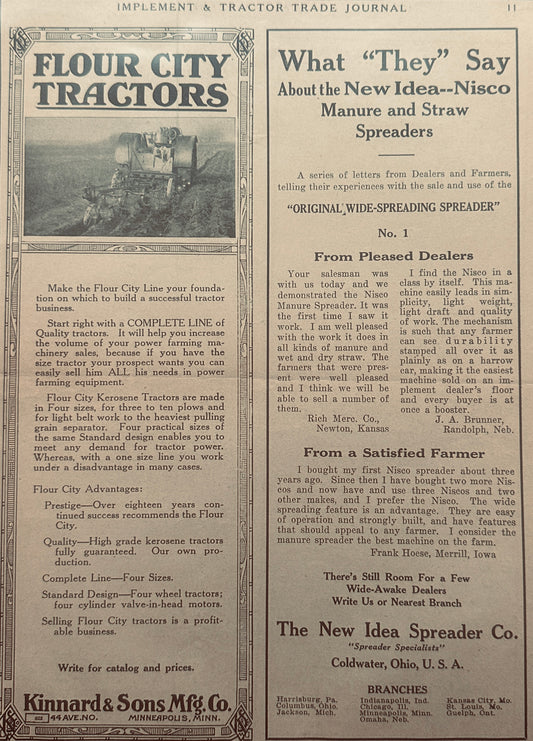 IMPLEMENT & TRACTOR TRADE JOURNAL 11
FLOUR CITY
TRACTORS
Make the Flour City Line your founda-
tion on which to build a successful tractor
business.
Start right with a COMPLETE LINE of
Quality tractors. It will help you increase
the volume of your power farming ma-
chinery sales, because if you have the
size tractor your prospect wants you can
easily sell him ALL his needs in power
farming equipment.
Flour City Kerosene Tractors are made
in Four sizes, for three to ten plows and
for light belt work to the heaviest pulling
grain separator. Four practical sizes of
the same Standard design enables you to
meet any demand for tractor power.
Whereas, with a one size line you work
under a disadvantage in many cases.
Flour City Advantages:
Prestige—Over eighteen years con-
tinued success recommends the Flour
City.
Quality—High grade kerosene tractors
fully guaranteed. Our own pro-
duction.
Complete Line—Four Sizes.
Standard Design—Four wheel tractors;
four cylinder valve-in-head motors.
Selling Flour City tractors is a profit-
able business.
Write for catalog and prices.
Kinnard & Sons Mfg. Co.
44 AVE. NO. MINNEAPOLIS, MINN.
What "They" Say
About the New Idea--Nisco
Manure and Straw
Spreaders
A series of letters from Dealers and Farmers,
telling their experiences with the sale and use of the
"ORIGINAL WIDE-SPREADING SPREADER"
No. 1
From Pleased Dealers
Your salesman was
with us today and we
demonstrated the Nisco
Manure Spreader. It was
the first time I saw it
work. I am well pleased
with the work it does in
all kinds of manure and
wet and dry straw. The
farmers that were pres-
ent were well pleased
and I think we will be
able to sell a number of
them.
Rich Merc. Co.,
Newton, Kansas
I find the Nisco in a
class by itself. This ma-
chine easily leads in sim-
plicity, light weight,
light draft and quality
of work. The mechanism
is such that any farmer
can see durability
stamped all over it as
plainly as on a harrow
car, making it the easiest
machine sold on an im-
plement dealer's floor
and every buyer is at
once a booster.
J. A. Brunner,
Randolph, Neb.
From a Satisfied Farmer
I bought my first Nisco spreader about three
years ago. Since then I have bought two more Nis-
cos and now have and use three Niscos and two
other makes, and I prefer the Nisco. The wide
spreading feature is an advantage. They are easy
of operation and strongly built, and have features
that should appeal to any farmer. I consider the
manure spreader the best machine on the farm.
Frank Hoese, Merrill, Iowa
There's Still Room For a Few
Wide-Awake Dealers
Write Us or Nearest Branch
The New Idea Spreader Co.
"Spreader Specialists"
Coldwater, Ohio, U. S. A.
BRANCHES
Harrisburg, Pa.
Columbus, Ohio.
Jackson, Mich.
Indianapolis, Ind.
Chicago, Ill.
Minneapolis, Minn.
Omaha, Neb.
Kansas City, Mo.
St. Louis, Mo.
Guelph, Ont.